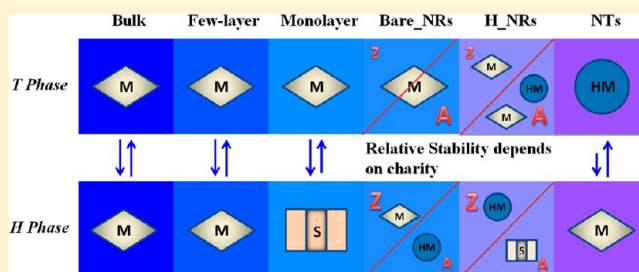 Bulk Few-layer Monolayer Bare_NRs H_NRs NTs
T Phase M M M Z M A Z M HM M A HM
Relative Stability depends
on charity
H Phase M M S Z M HM A Z HM S A M